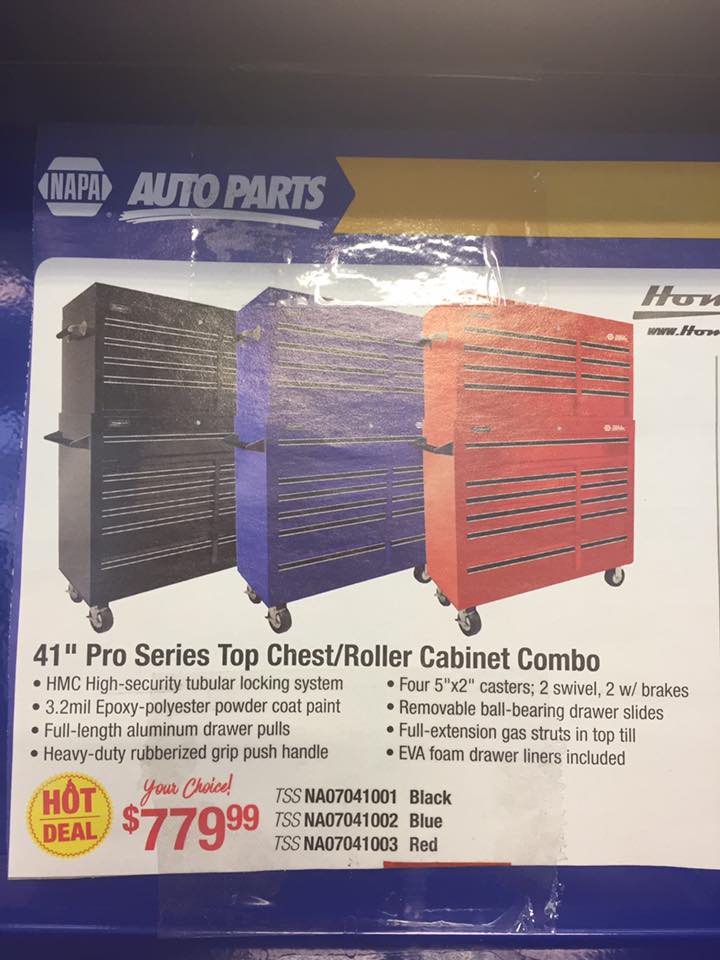 NAPA AUTO PARTS
41" Pro Series Top Chest/Roller Cabinet Combo
• HMC High-security tubular locking system
• 3.2mil Epoxy-polyester powder coat paint
• Full-length aluminum drawer pulls
• Heavy-duty rubberized grip push handle
• Four 5"x2" casters; 2 swivel, 2 w/ brakes
• Removable ball-bearing drawer slides
• Full-extension gas struts in top till
• EVA foam drawer liners included
HOT
DEAL
Your Choice!
$779.99
TSS NA07041001 Black
TSS NA07041002 Blue
TSS NA07041003 Red